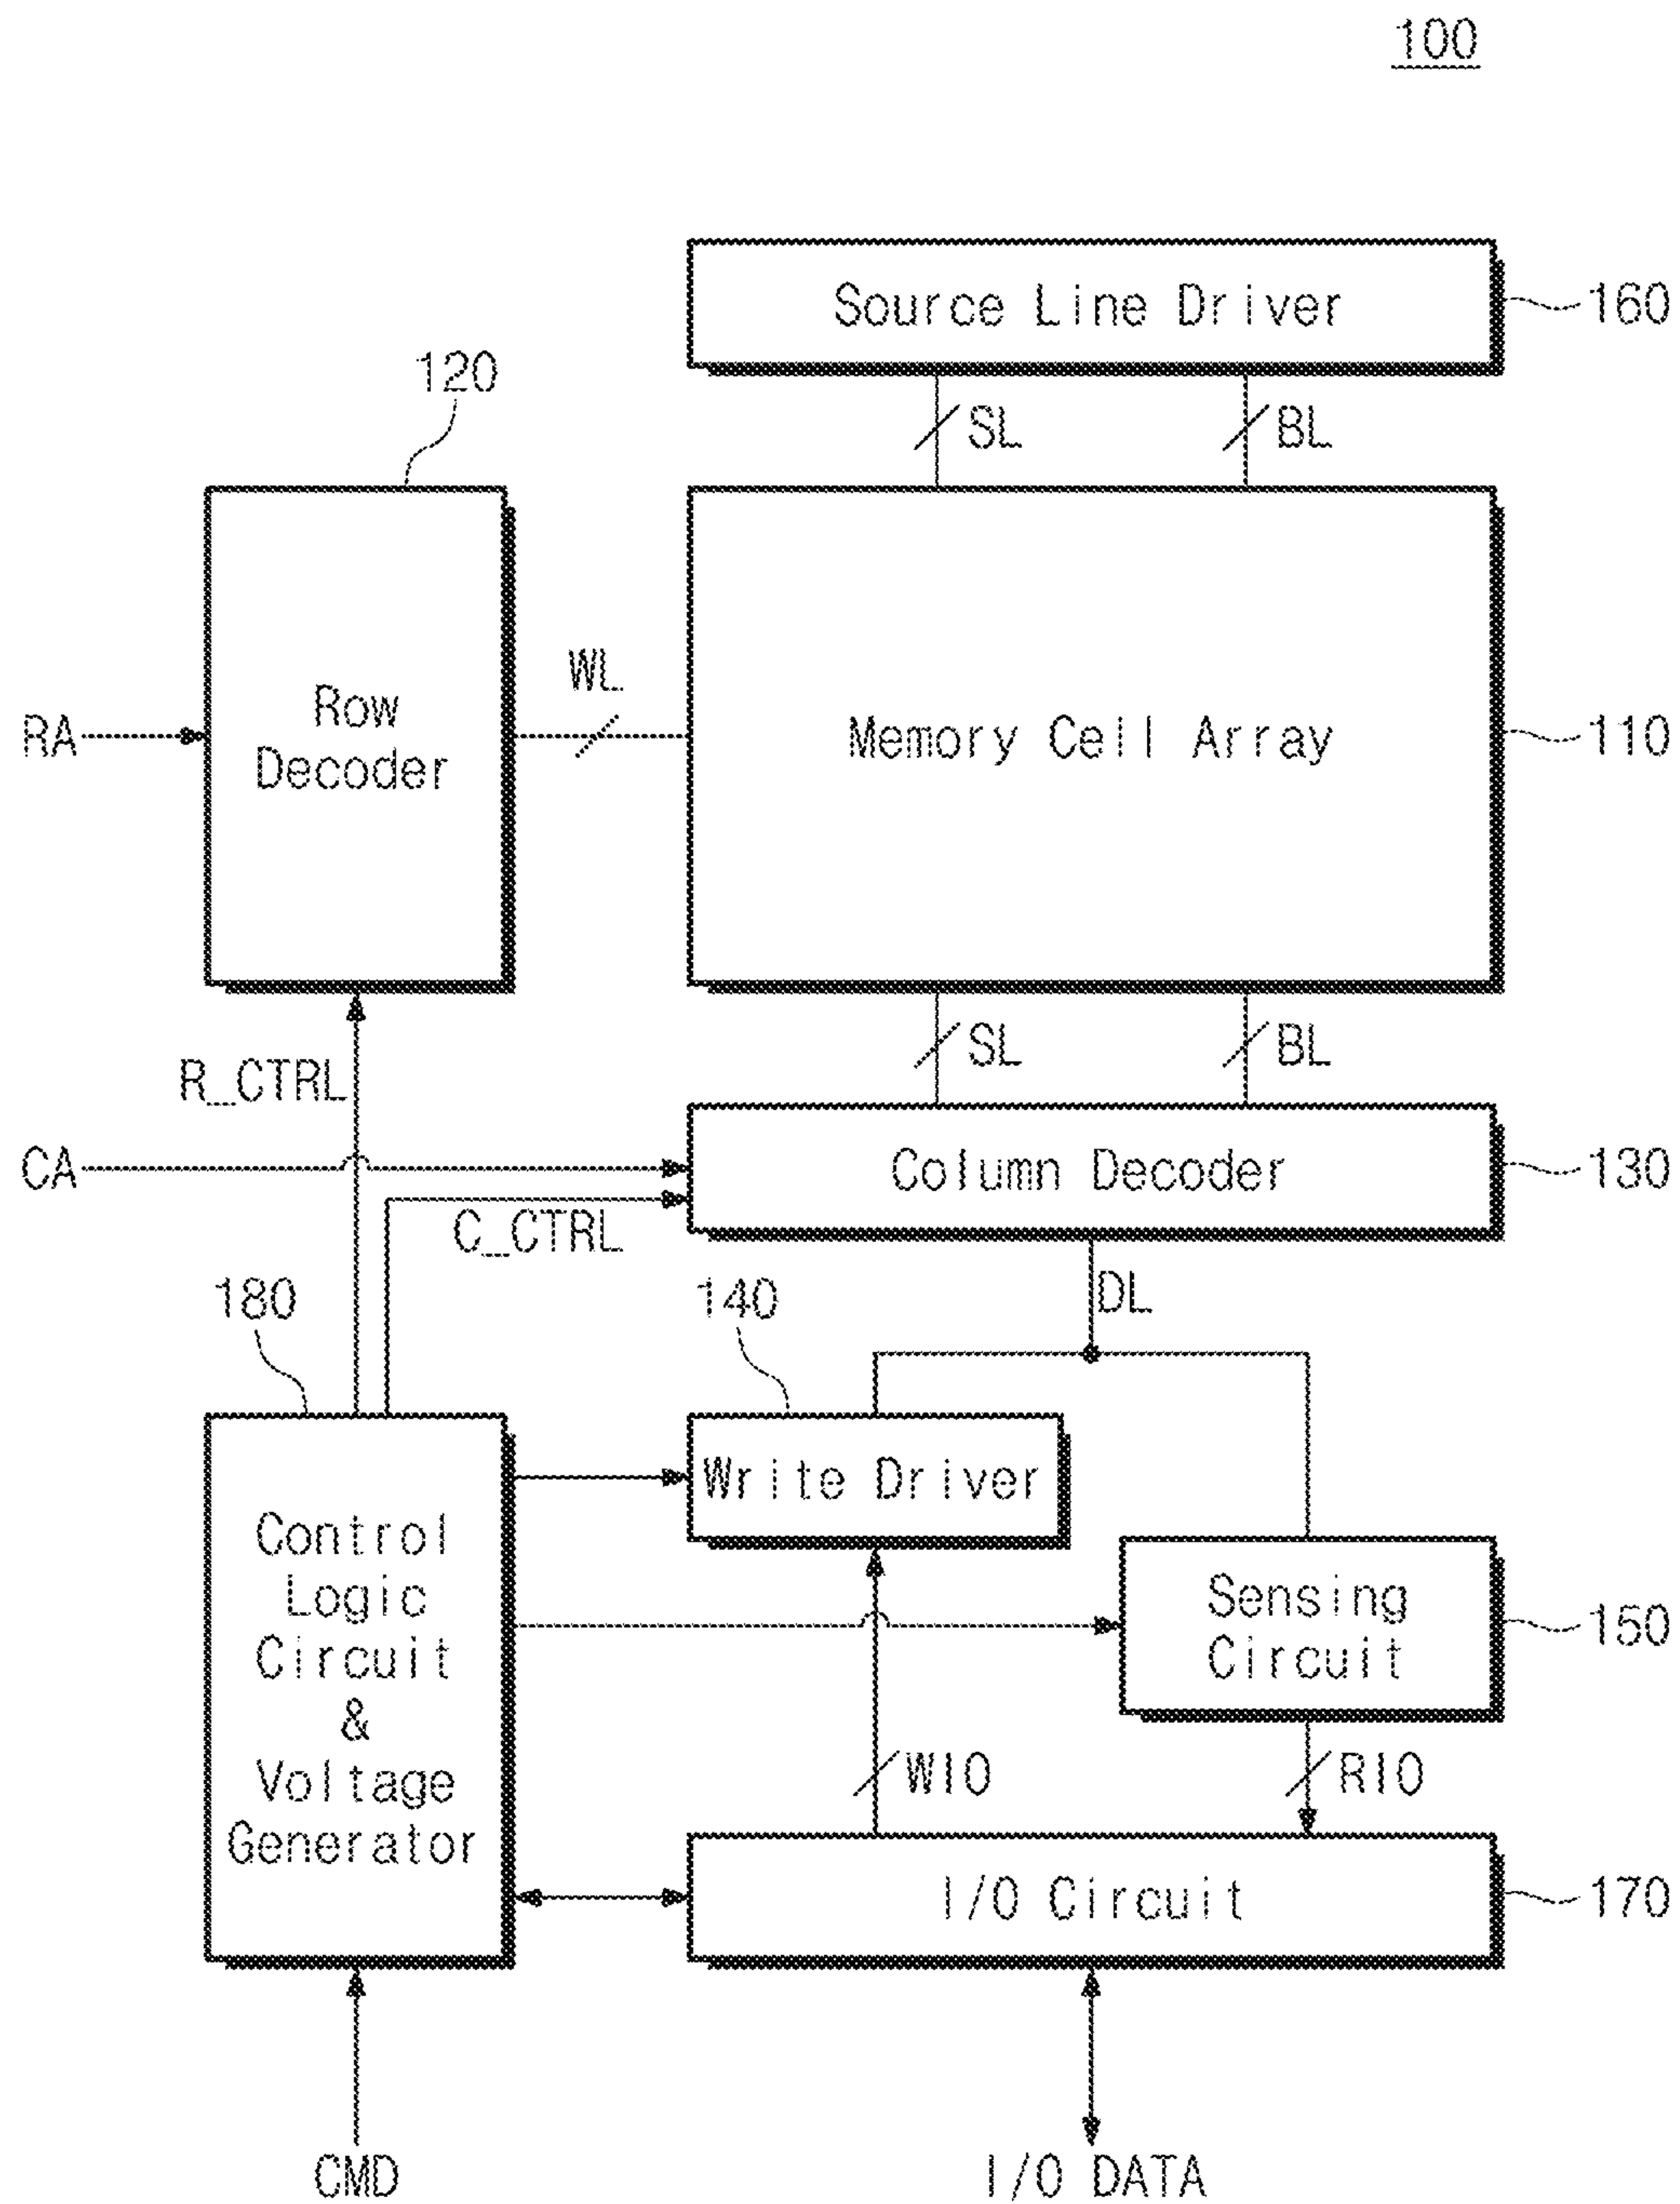 100
Source Line Driver
160
120
SL
BL
Row
Decoder
WL
RA
Memory Cell Array
110
R_CTRL
SL
BL
CA
Column Decoder
130
C_CTRL
180
140
DL
Write Driver
Control
Logic
Circuit
&
Voltage
Generator
Sensing
Circuit
150
WIO
RIO
I/O Circuit
170
CMD
I/O DATA